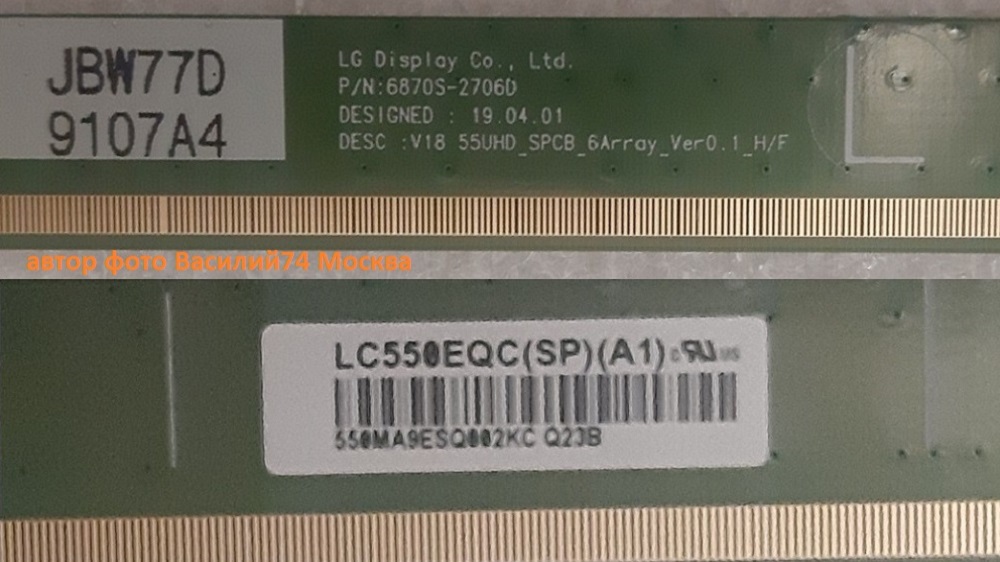 JBW77D
9107A4
LG Display Co., Ltd.
P/N:6870S-2706D
DESIGNED : 19.04.01
DESC :V18 55UHD_SPCB_6Array_Ver0.1_H/F
L
автор фото Василий74 Москва
LC550EQC(SP)(A1)
550MA9ESQ002KC Q23B